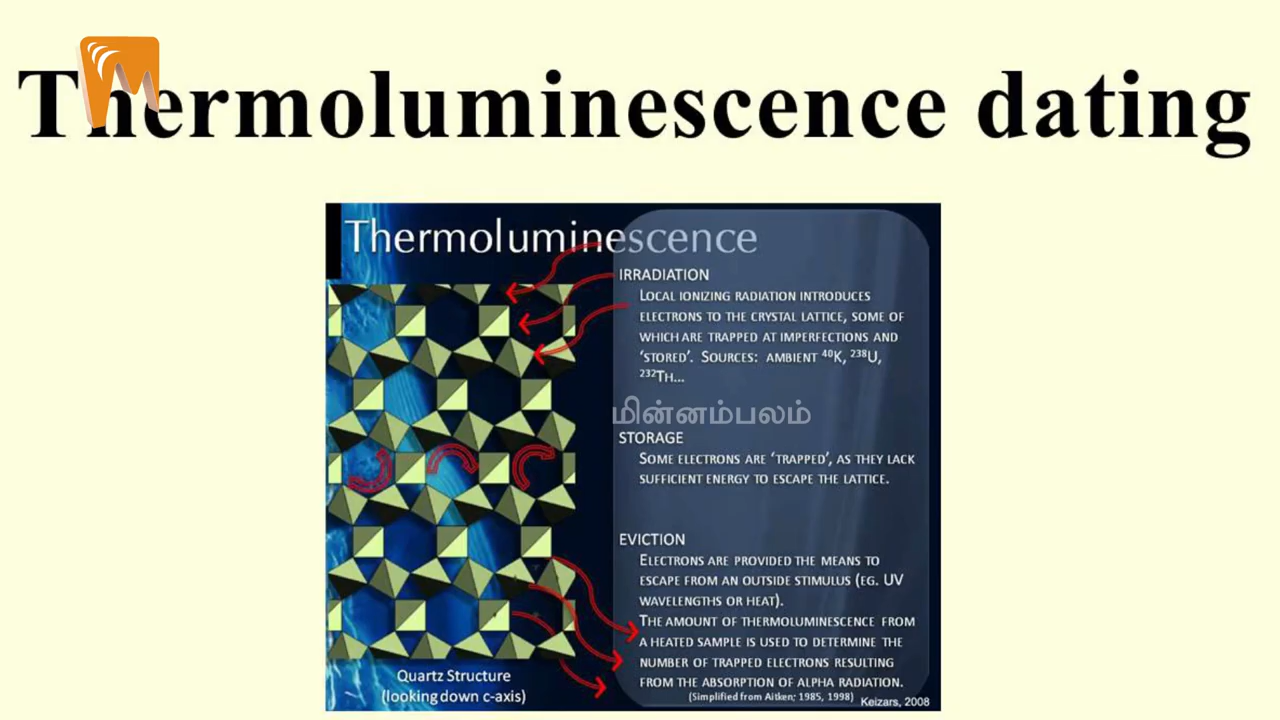 Thermoluminescence dating
Thermoluminescence
IRRADIATION
LOCAL IONIZING RADIATION INTRODUCES
ELECTRONS TO THE CRYSTAL LATTICE, SOME OF
WHICH ARE TRAPPED AT IMPERFECTIONS AND
‘STORED’. SOURCES: AMBIENT ⁴⁰K, ²³⁸U,
²³²TH...
மின்னம்பலம்
STORAGE
SOME ELECTRONS ARE ‘TRAPPED’, AS THEY LACK
SUFFICIENT ENERGY TO ESCAPE THE LATTICE.
EVICTION
ELECTRONS ARE PROVIDED THE MEANS TO
ESCAPE FROM AN OUTSIDE STIMULUS (EG. UV
WAVELENGTHS OR HEAT).
THE AMOUNT OF THERMOLUMINESCENCE FROM
A HEATED SAMPLE IS USED TO DETERMINE THE
NUMBER OF TRAPPED ELECTRONS RESULTING
FROM THE ABSORPTION OF ALPHA RADIATION.
(Simplified from Aitken; 1985, 1998)
Keizars, 2008
Quartz Structure
(looking down c-axis)